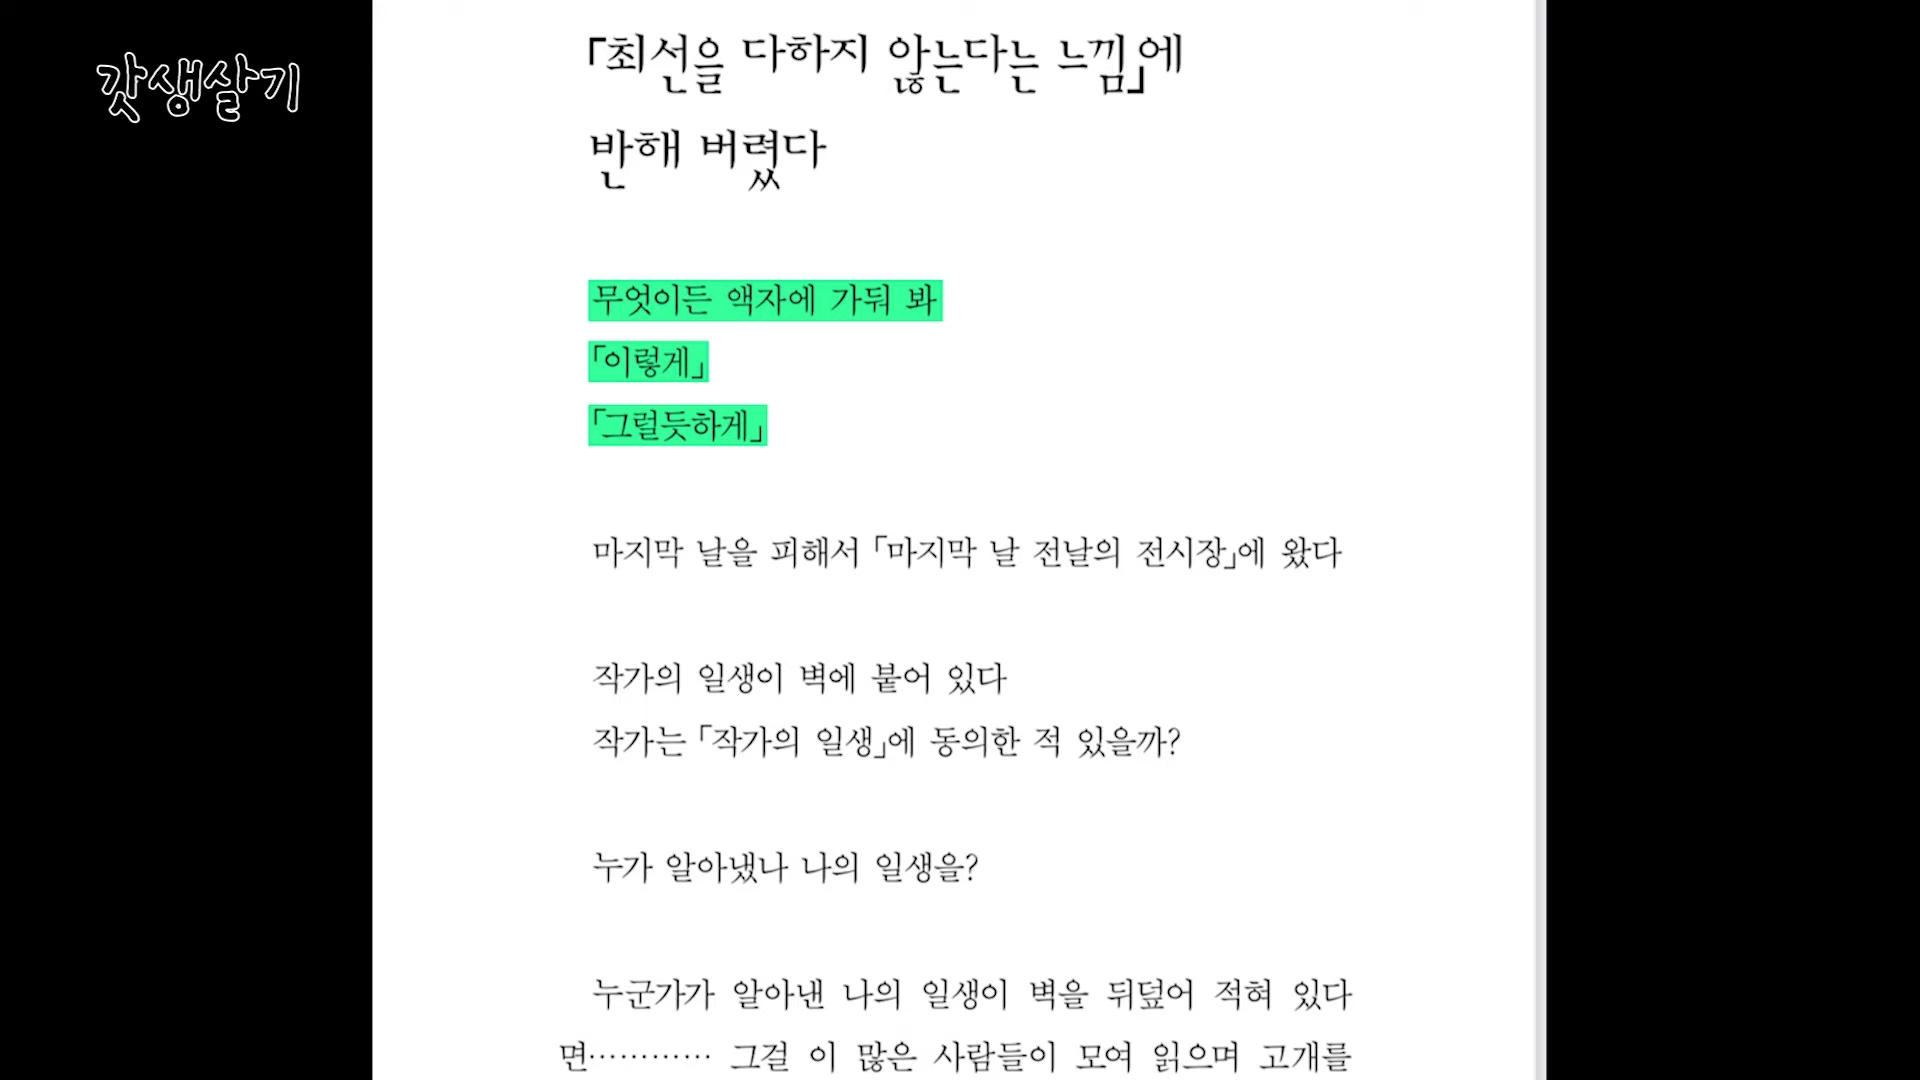 갓생살기
「최선을 다하지 않는다는 느낌」에
반해 버렸다
무엇이든 액자에 가둬 봐
「이렇게」
「그럴듯하게」
마지막 날을 피해서 「마지막 날 전날의 전시장」에 왔다
작가의 일생이 벽에 붙어 있다
작가는 「작가의 일생」에 동의한 적 있을까?
누가 알아냈나 나의 일생을?
누군가가 알아낸 나의 일생이 벽을 뒤덮어 적혀 있다
면………… 그걸 이 많은 사람들이 모여 읽으며 고개를